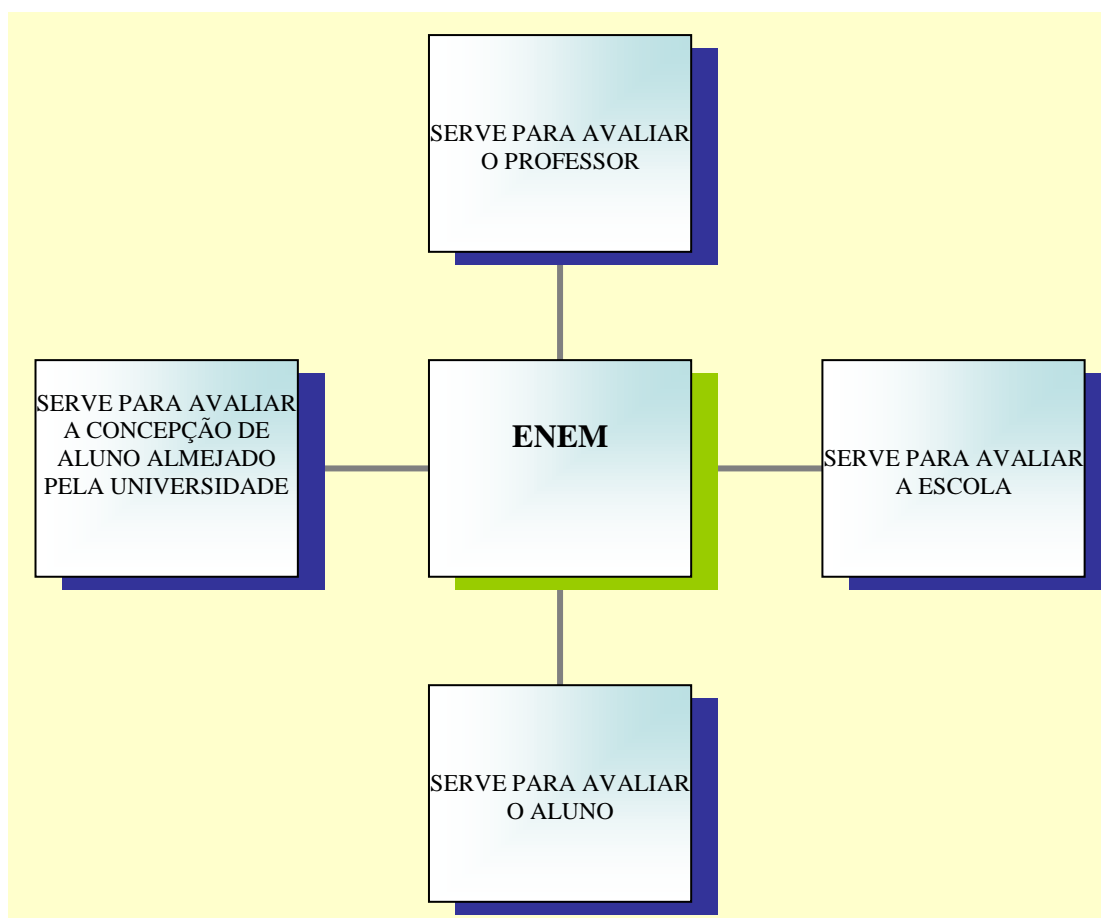 SERVE PARA AVALIAR
O PROFESSOR
SERVE PARA AVALIAR
A CONCEPÇÃO DE
ALUNO ALMEJADO
PELA UNIVERSIDADE
ENEM
SERVE PARA AVALIAR
A ESCOLA
SERVE PARA AVALIAR
O ALUNO